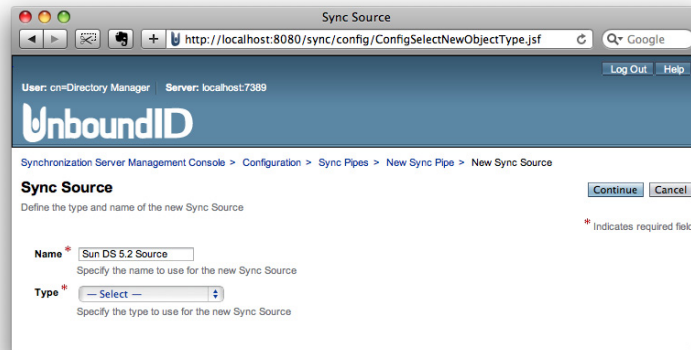 Sync Source
http://localhost:8080/sync/config/ConfigSelectNewObjectType.jsf
Google
Log Out Help
User: cn=Directory Manager Server: localhost:7389
UnboundID
Synchronization Server Management Console > Configuration > Sync Pipes > New Sync Pipe > New Sync Source
Sync Source
Continue Cancel
Define the type and name of the new Sync Source
* Indicates required field
Name * Sun DS 5.2 Source
Specify the name to use for the new Sync Source
Type * — Select —
Specify the type to use for the new Sync Source